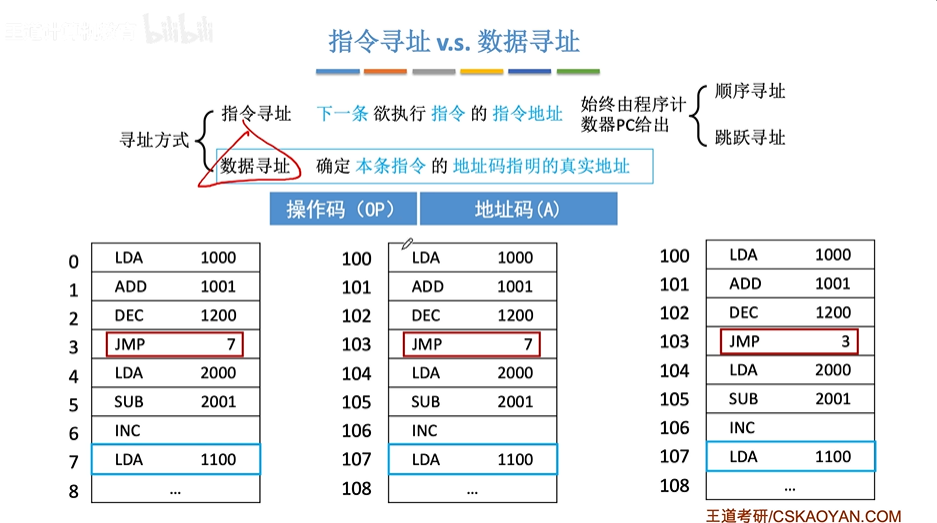 bilibili
指令寻址 v.s. 数据寻址
寻址方式
指令寻址 下一条 欲执行 指令 的 指令地址
始终由程序计
数器PC给出
顺序寻址
跳跃寻址
数据寻址 确定 本条指令 的 地址码指明的真实地址
操作码（OP） 地址码(A)
0 LDA 1000
1 ADD 1001
2 DEC 1200
3 JMP 7
4 LDA 2000
5 SUB 2001
6 INC
7 LDA 1100
8 ...
100 LDA 1000
101 ADD 1001
102 DEC 1200
103 JMP 7
104 LDA 2000
105 SUB 2001
106 INC
107 LDA 1100
108 ...
100 LDA 1000
101 ADD 1001
102 DEC 1200
103 JMP 3
104 LDA 2000
105 SUB 2001
106 INC
107 LDA 1100
108 ...
王道考研/CSKAOYAN.COM